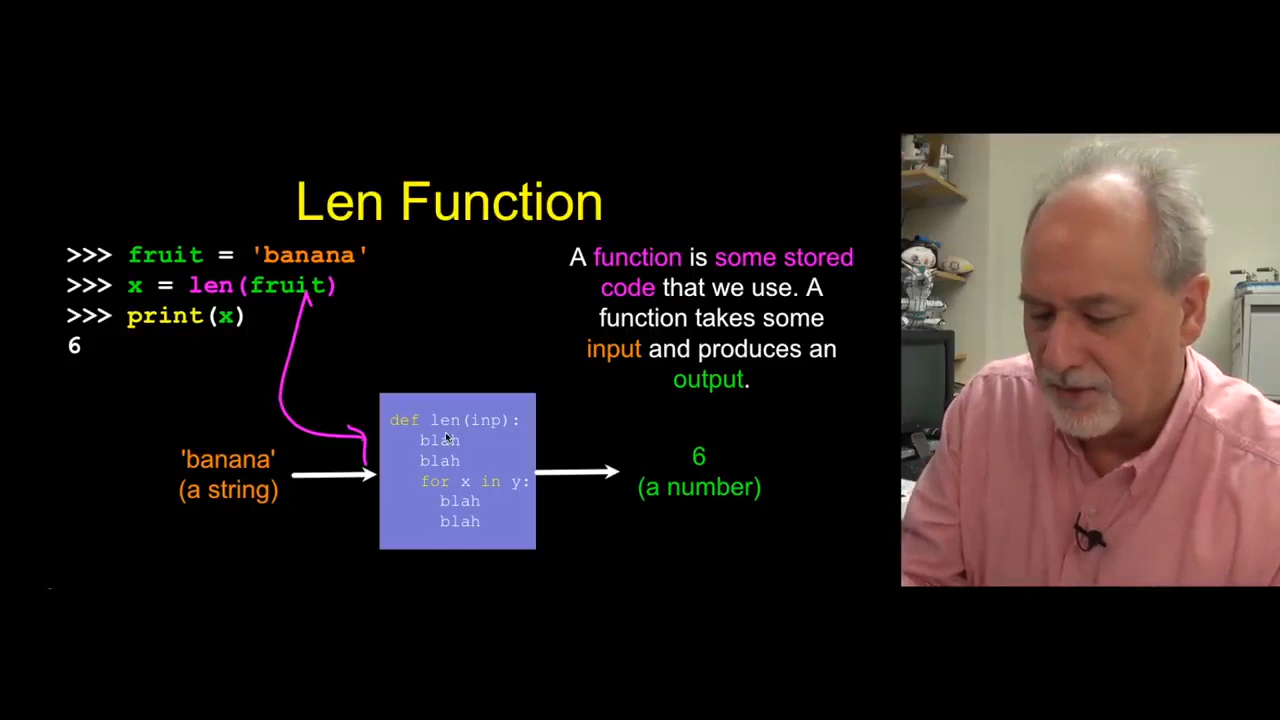 Len Function
>>> fruit = 'banana'
>>> x = len(fruit)
>>> print(x)
6
A function is some stored
code that we use. A
function takes some
input and produces an
output.
'banana'
(a string)
def len(inp):
    blah
    blah
    for x in y:
        blah
        blah
6
(a number)